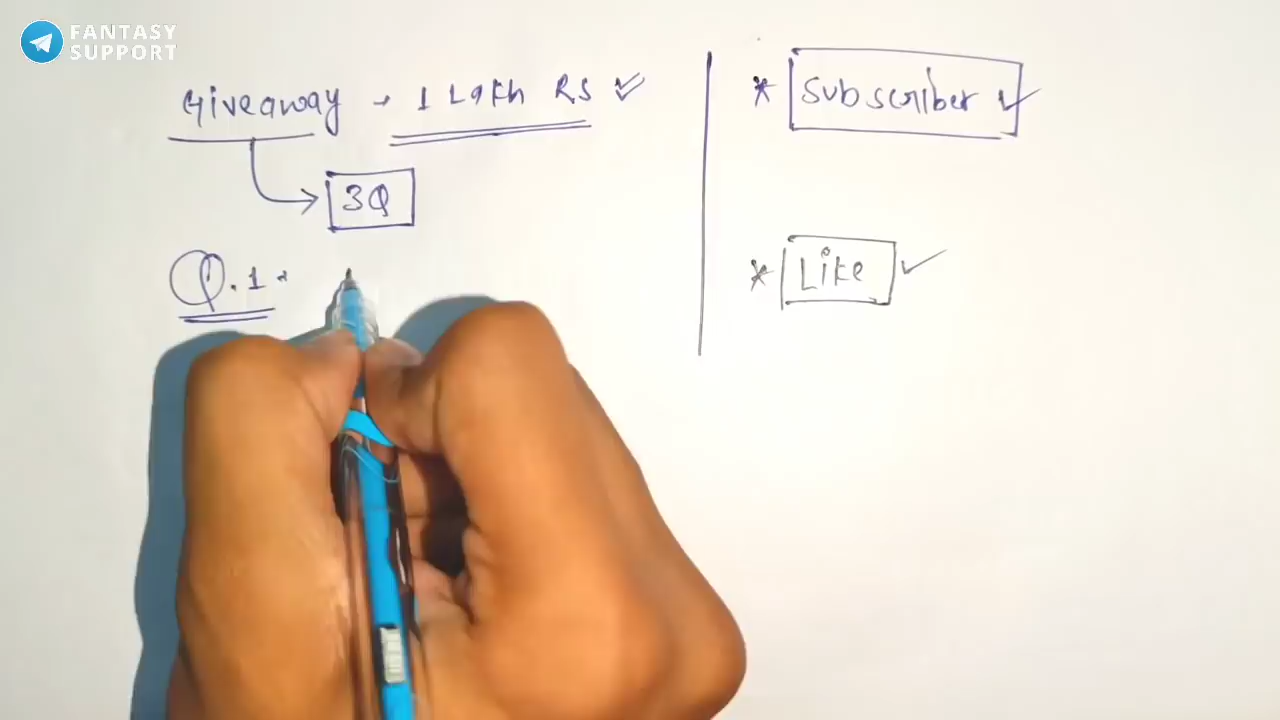 FANTASY
SUPPORT
Giveaway → 1 Lakh RS ✓
3Q
Q.1.
* Subscriber ✓
* Like ✓